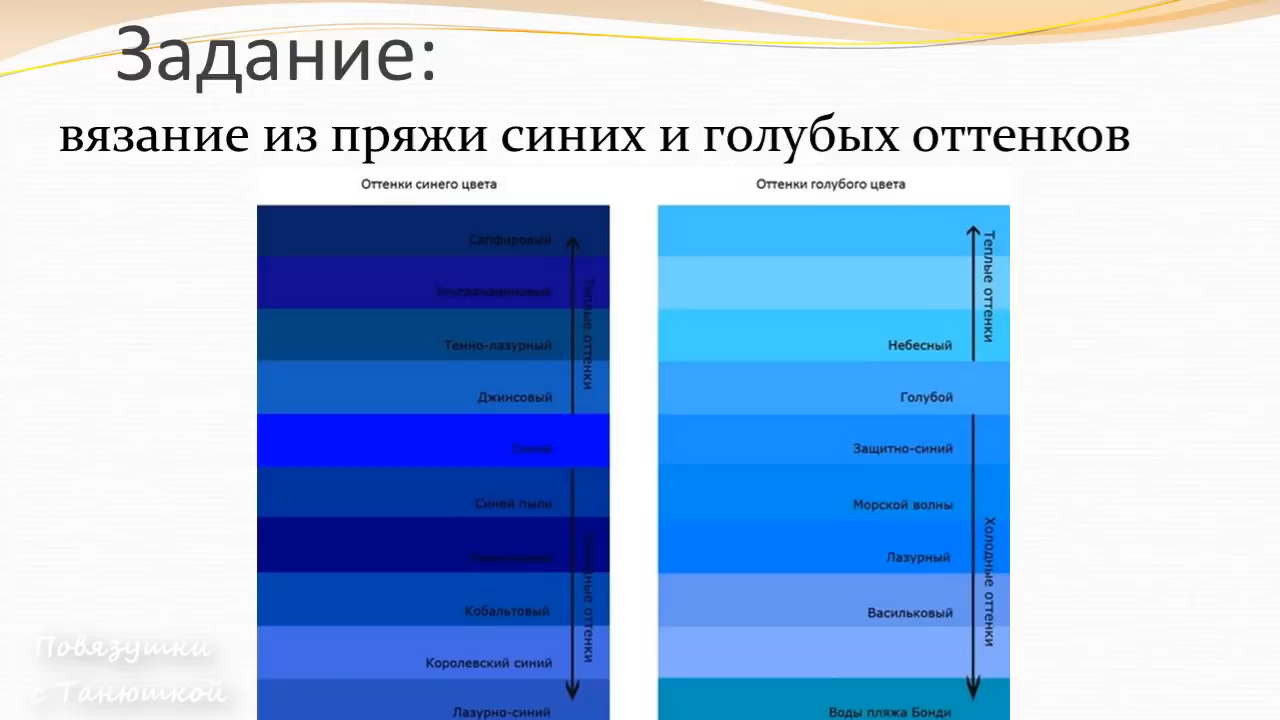 Задание:
вязание из пряжи синих и голубых оттенков
Оттенки синего цвета
Сапфировый
Ультрамариновый
Темно-лазурный
Джинсовый
Синий
Синей пыли
Кобальтовый
Королевский синий
Лазурно-синий
Теплые оттенки
Холодные оттенки
Оттенки голубого цвета
Небесный
Голубой
Защитно-синий
Морской волны
Лазурный
Васильковый
Воды пляжа Бонди
Теплые оттенки
Холодные оттенки
Повязушки
с Танюшкой